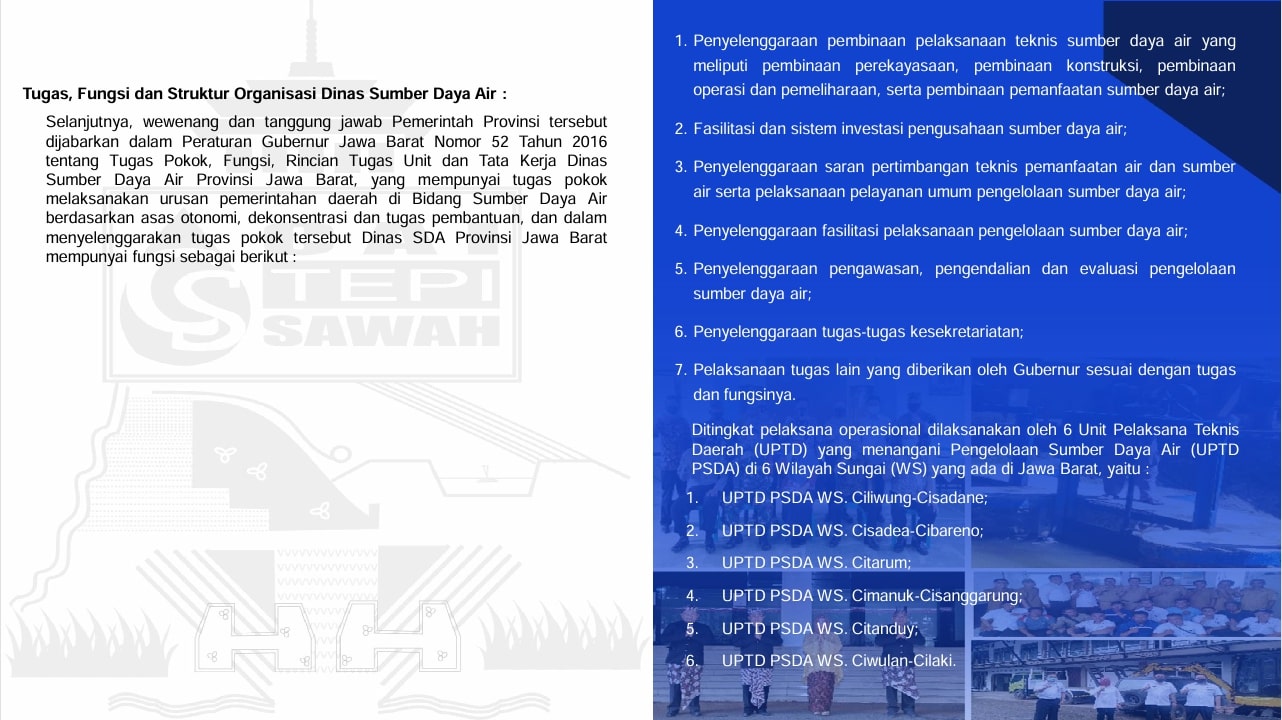 Tugas, Fungsi dan Struktur Organisasi Dinas Sumber Daya Air :
Selanjutnya, wewenang dan tanggung jawab Pemerintah Provinsi tersebut
dijabarkan dalam Peraturan Gubernur Jawa Barat Nomor 52 Tahun 2016
tentang Tugas Pokok, Fungsi, Rincian Tugas Unit dan Tata Kerja Dinas
Sumber Daya Air Provinsi Jawa Barat, yang mempunyai tugas pokok
melaksanakan urusan pemerintahan daerah di Bidang Sumber Daya Air
berdasarkan asas otonomi, dekonsentrasi dan tugas pembantuan, dan dalam
menyelenggarakan tugas pokok tersebut Dinas SDA Provinsi Jawa Barat
mempunyai fungsi sebagai berikut :
TEPI
SAWAH
1. Penyelenggaraan pembinaan pelaksanaan teknis sumber daya air yang
meliputi pembinaan perekayasaan, pembinaan konstruksi, pembinaan
operasi dan pemeliharaan, serta pembinaan pemanfaatan sumber daya air;
2. Fasilitasi dan sistem investasi pengusahaan sumber daya air;
3. Penyelenggaraan saran pertimbangan teknis pemanfaatan air dan sumber
air serta pelaksanaan pelayanan umum pengelolaan sumber daya air;
4. Penyelenggaraan fasilitasi pelaksanaan pengelolaan sumber daya air;
5. Penyelenggaraan pengawasan, pengendalian dan evaluasi pengelolaan
sumber daya air;
6. Penyelenggaraan tugas-tugas kesekretariatan;
7. Pelaksanaan tugas lain yang diberikan oleh Gubernur sesuai dengan tugas
dan fungsinya.
Ditingkat pelaksana operasional dilaksanakan oleh 6 Unit Pelaksana Teknis
Daerah (UPTD) yang menangani Pengelolaan Sumber Daya Air (UPTD
PSDA) di 6 Wilayah Sungai (WS) yang ada di Jawa Barat, yaitu :
1. UPTD PSDA WS. Ciliwung-Cisadane;
2. UPTD PSDA WS. Cisadea-Cibareno;
3. UPTD PSDA WS. Citarum;
4. UPTD PSDA WS. Cimanuk-Cisanggarung;
5. UPTD PSDA WS. Citanduy;
6. UPTD PSDA WS. Ciwulan-Cilaki.